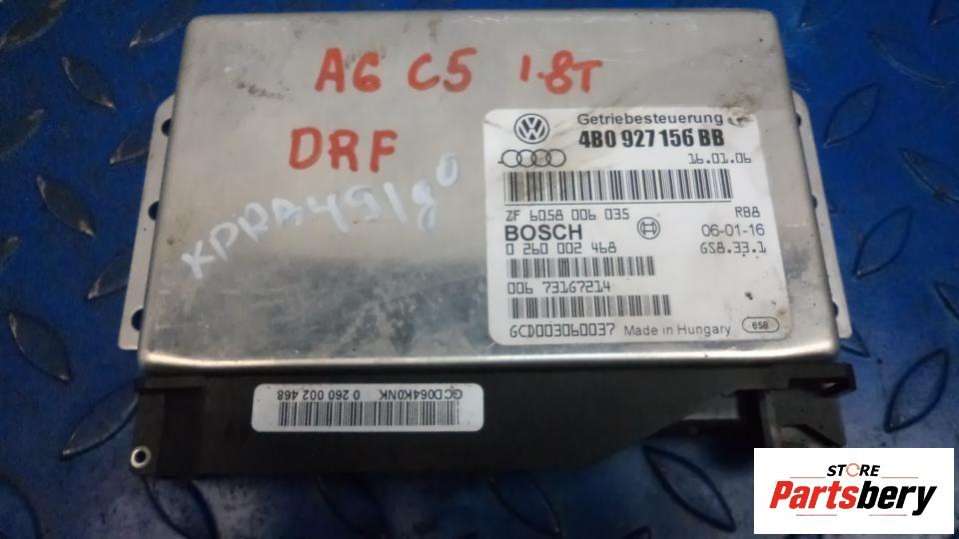 A6 C5 1.8T
DRF
Getriebesteuerung
4B0 927 156 BB
16.01.06
ZF 6058 006 035 RB8
BOSCH 06-01-16
0 260 002 468 GS8.33.1
006 73167214
GCD003060037 Made in Hungary 658
GCD064K0NK 0 260 002 468
STORE
Partsbery